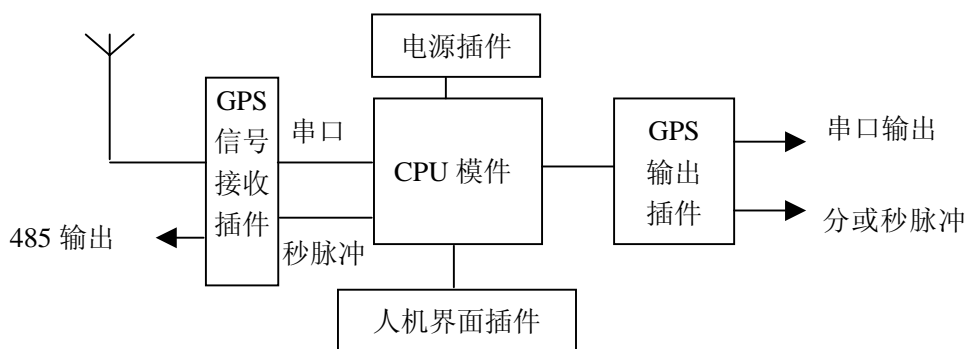 电源插件
GPS
信号
接收
插件
串口
秒脉冲
485 输出
CPU 模件
GPS
输出
插件
串口输出
分或秒脉冲
人机界面插件